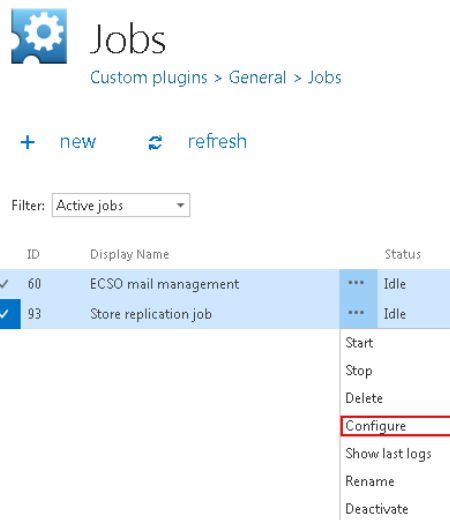 Jobs
Custom plugins > General > Jobs
+ new refresh
Filter: Active jobs
ID Display Name Status
60 ECSO mail management ... Idle
93 Store replication job ... Idle
Start
Stop
Delete
Configure
Show last logs
Rename
Deactivate